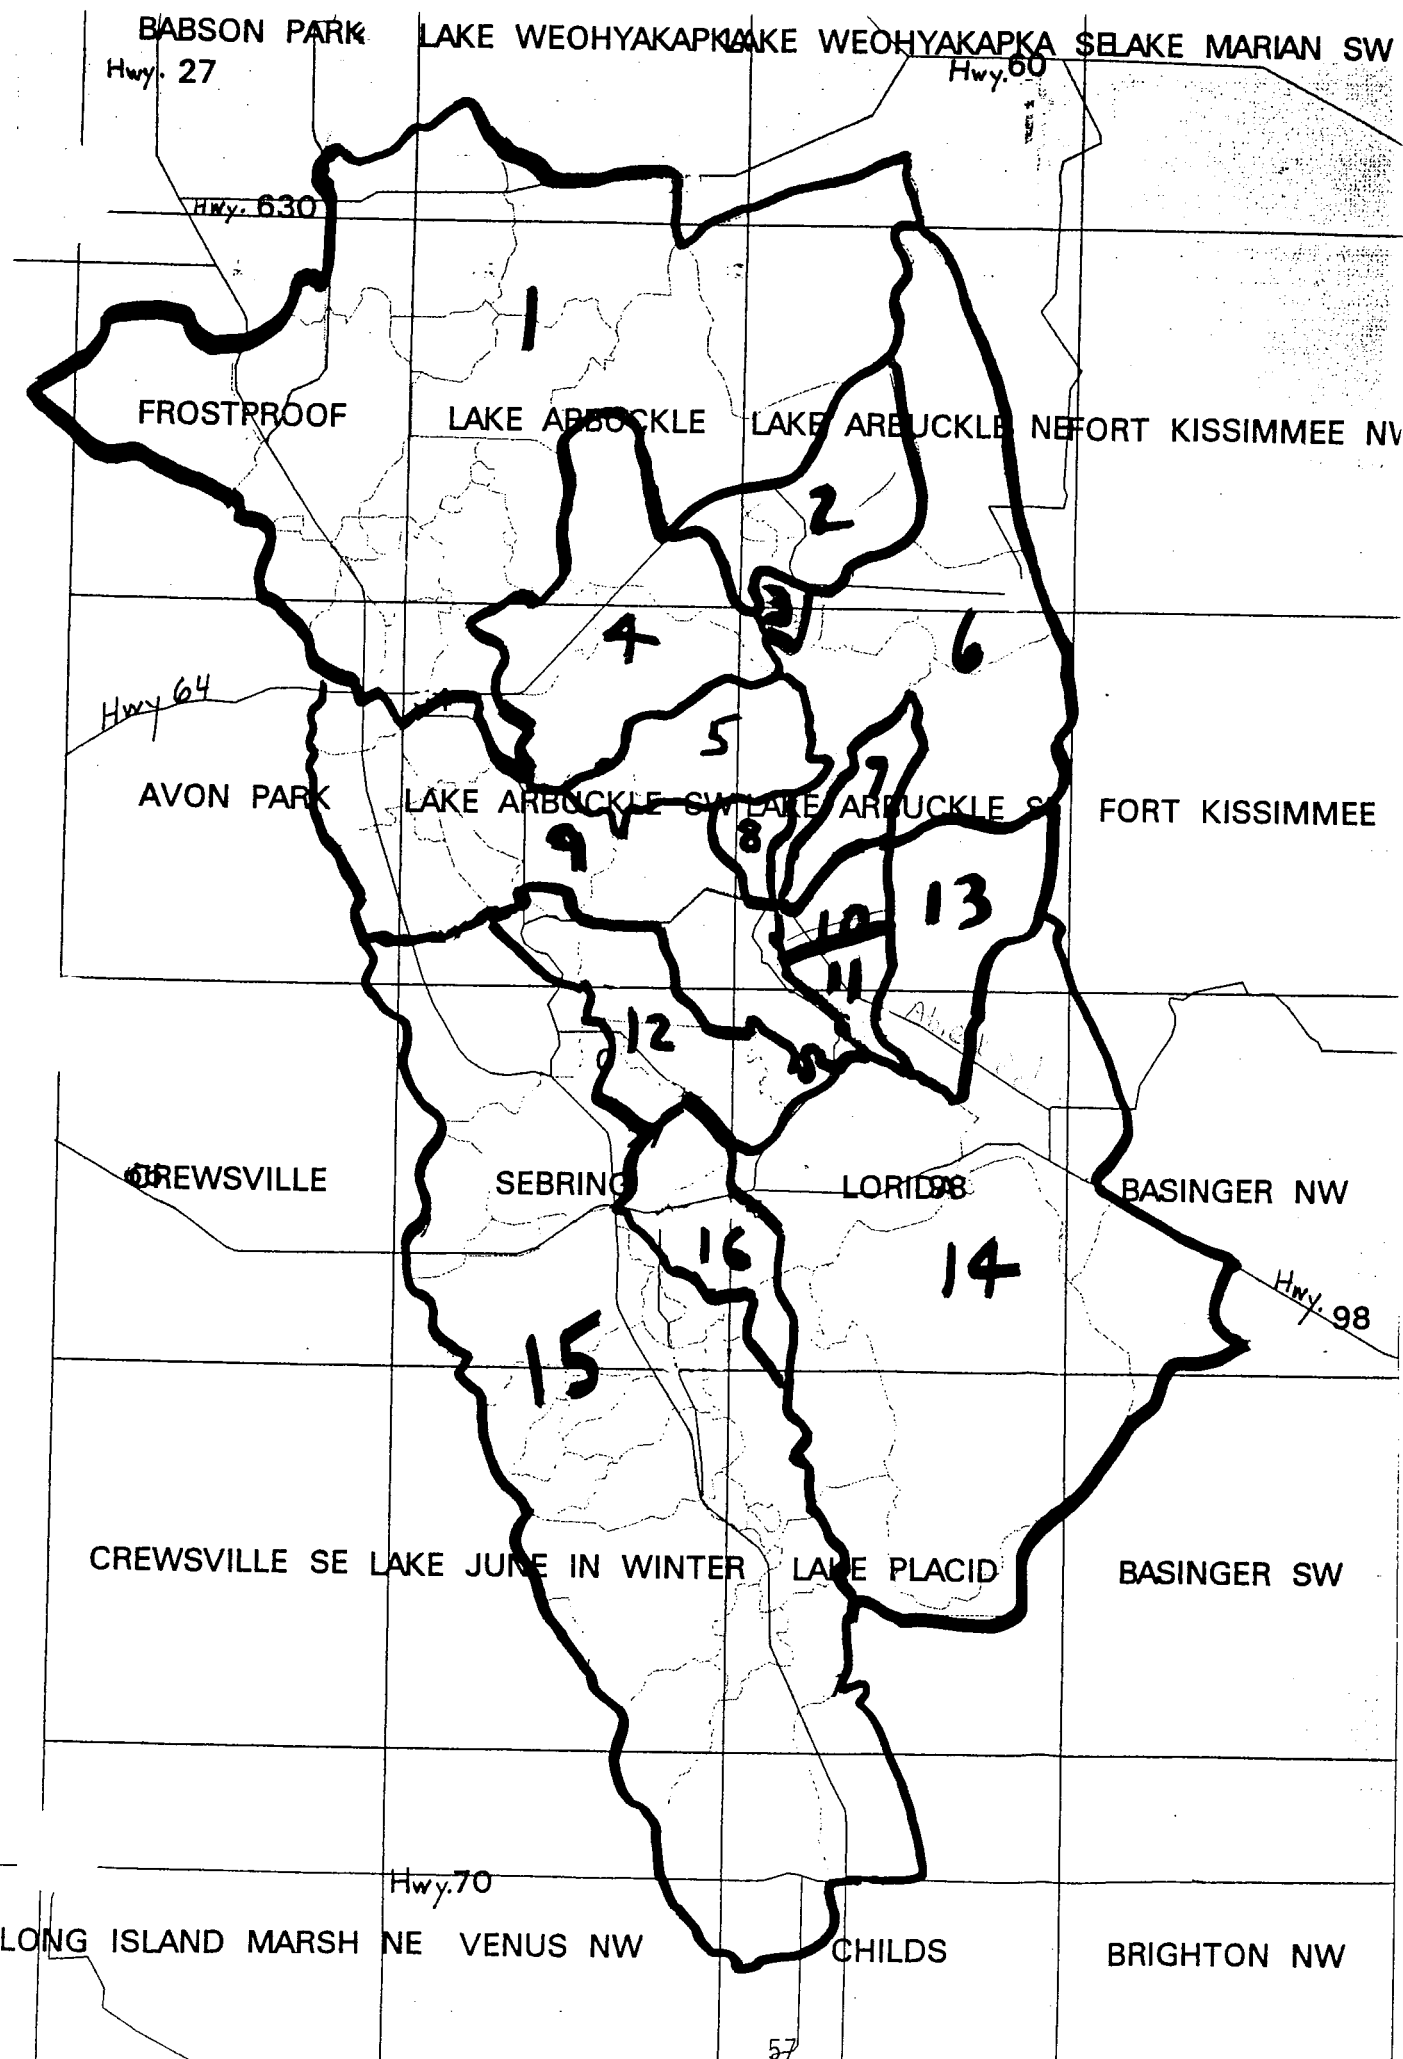 BABSON PARK LAKE WEOHYAKAPKA LAKE WEOHYAKAPKA SE LAKE MARIAN SW
Hwy. 27 Hwy. 60
Hwy. 630
1
FROSTPROOF LAKE ARBUCKLE LAKE ARBUCKLE NE FORT KISSIMMEE NW
2
3
4 6
Hwy 64
5
7
AVON PARK LAKE ARBUCKLE SW LAKE ARBUCKLE SE FORT KISSIMMEE
9 8
10 13
11
12
66 CREWSVILLE SEBRING LORIDA 98 BASINGER NW
16 14
Hwy. 98
15
CREWSVILLE SE LAKE JUNE IN WINTER LAKE PLACID BASINGER SW
Hwy. 70
LONG ISLAND MARSH NE VENUS NW CHILDS BRIGHTON NW
57